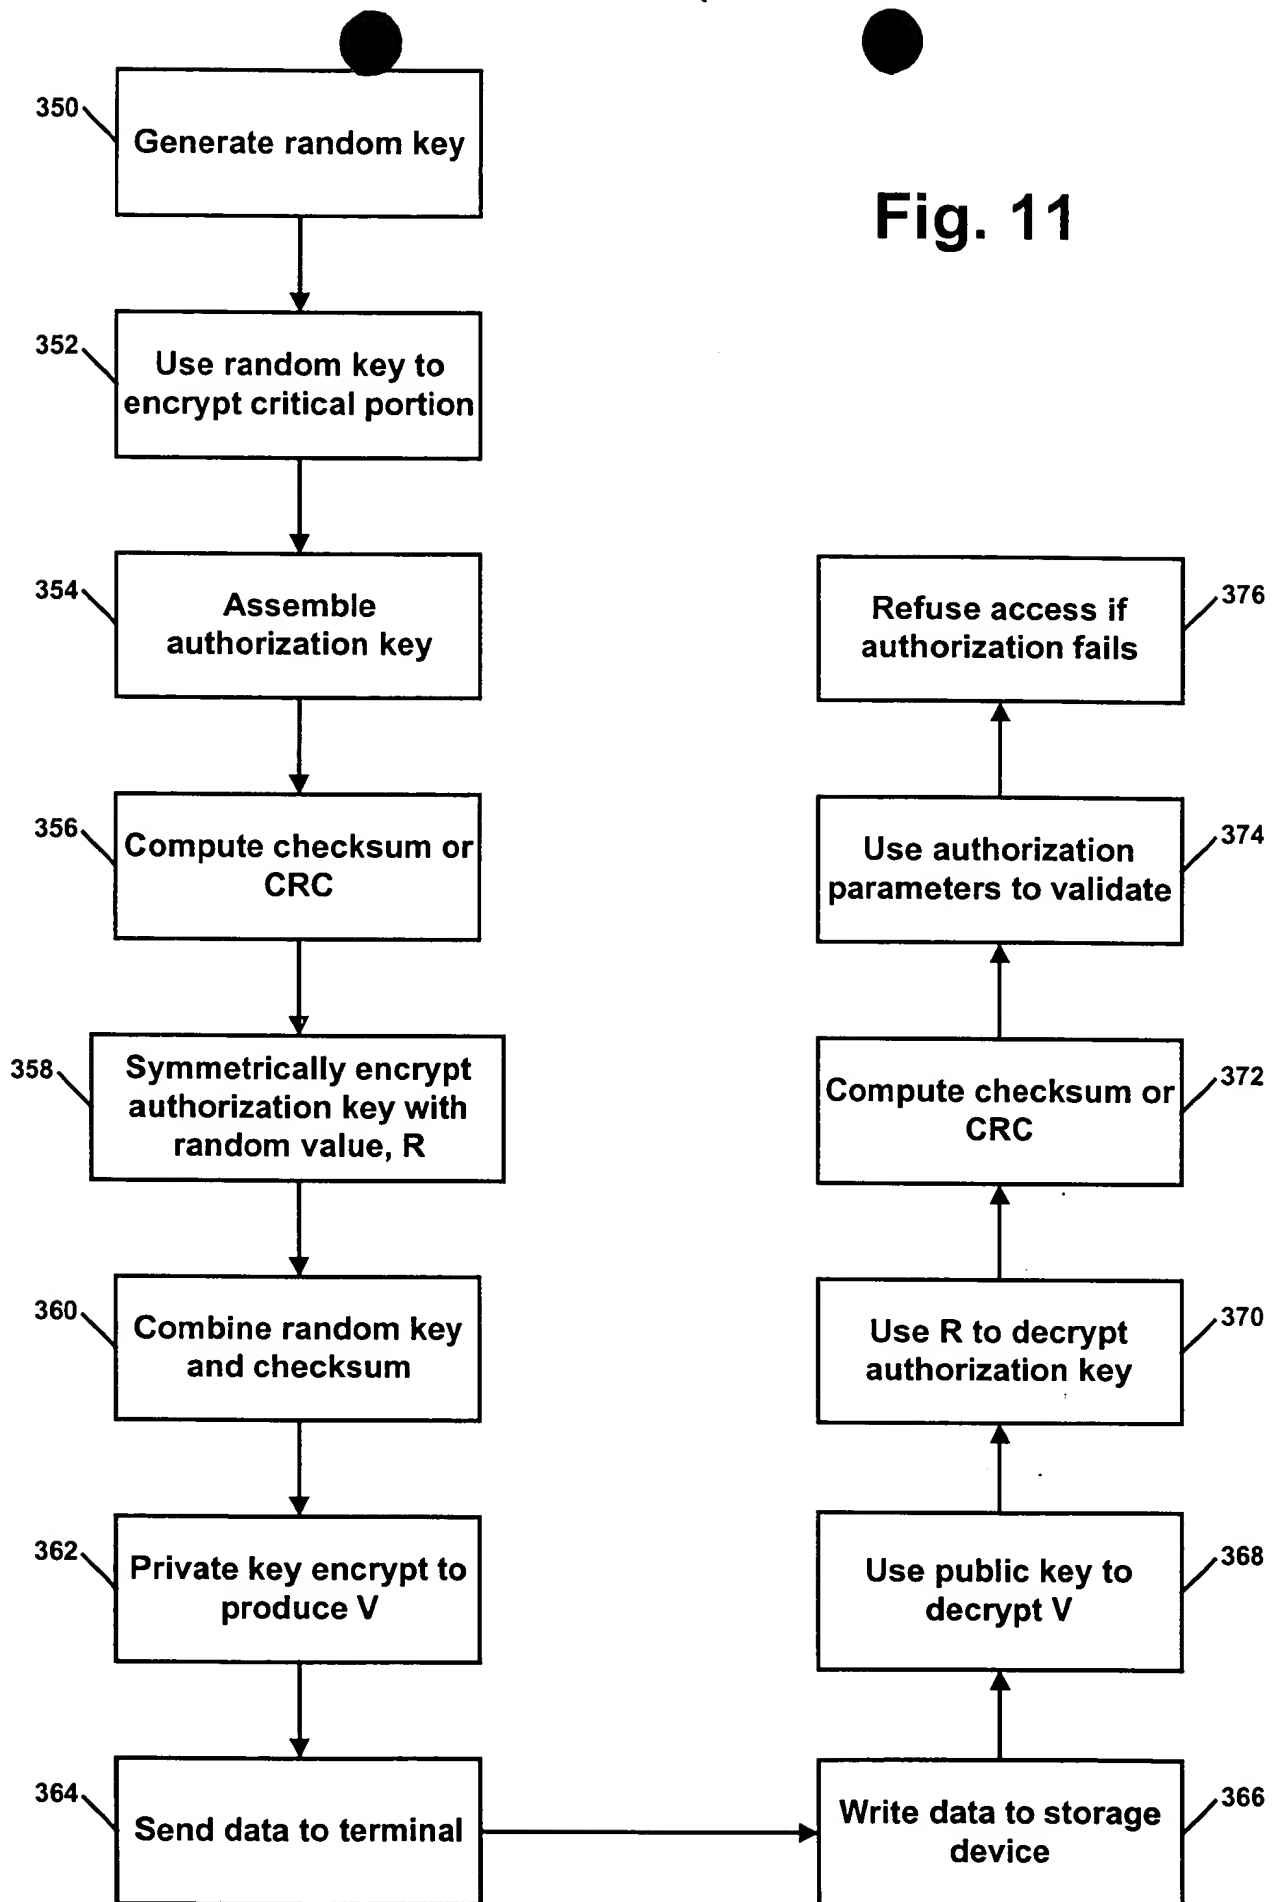 Fig. 11
350
Generate random key
352
Use random key to
encrypt critical portion
354
Assemble
authorization key
356
Compute checksum or
CRC
358
Symmetrically encrypt
authorization key with
random value, R
360
Combine random key
and checksum
362
Private key encrypt to
produce V
364
Send data to terminal
366
Write data to storage
device
368
Use public key to
decrypt V
370
Use R to decrypt
authorization key
372
Compute checksum or
CRC
374
Use authorization
parameters to validate
376
Refuse access if
authorization fails